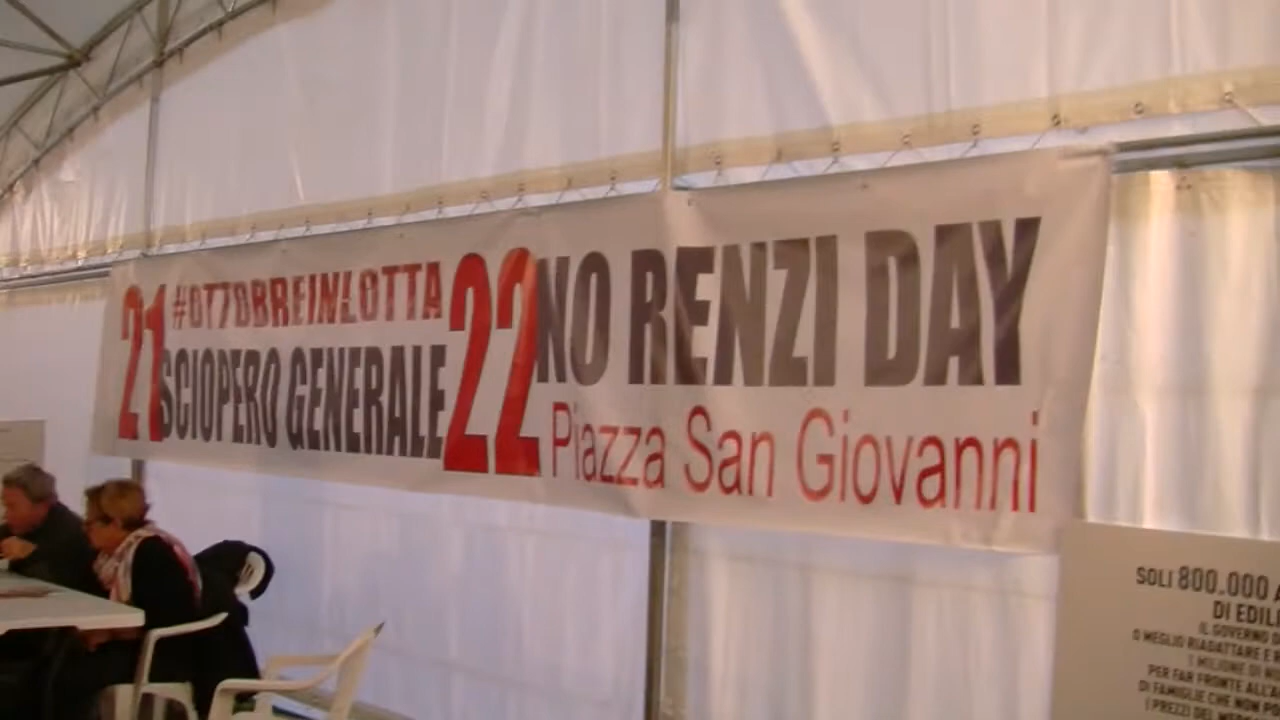 21 #OTTOBREINLOTTA
SCIOPERO GENERALE
22 NO RENZI DAY
Piazza San Giovanni
SOLI 800.000
DI EDIL
IL GOVERNO
O MEGLIO RIADATTARE E
1 MILIONE DI
PER FAR FRONTE ALL'
DI FAMIGLIE CHE NON
I PREZZI DEL